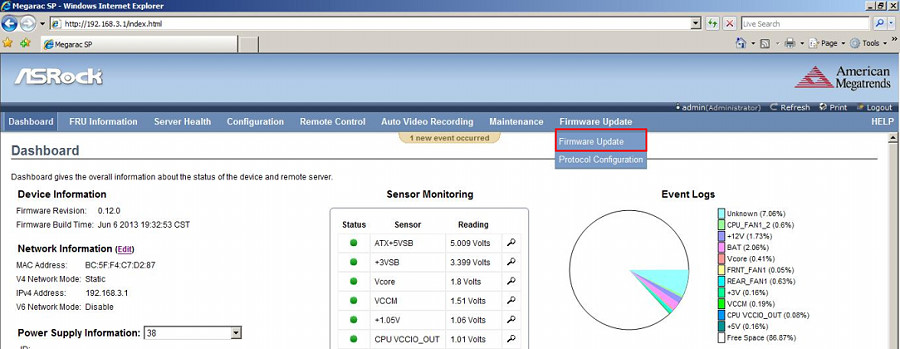 Megarac SP - Windows Internet Explorer
http://192.168.3.1/index.html
Live Search
Megarac SP
Page
Tools
ASRock
American
Megatrends
admin(Administrator) Refresh Print Logout
Dashboard FRU Information Server Health Configuration Remote Control Auto Video Recording Maintenance Firmware Update HELP
1 new event occurred
Firmware Update
Protocol Configuration
Dashboard
Dashboard gives the overall information about the status of the device and remote server.
Device Information
Firmware Revision: 0.12.0
Firmware Build Time: Jun 6 2013 19:32:53 CST
Network Information (Edit)
MAC Address: BC:5F:F4:C7:D2:87
V4 Network Mode: Static
IPv4 Address: 192.168.3.1
V6 Network Mode: Disable
Power Supply Information: 38
ID:
Sensor Monitoring
Status Sensor Reading
ATX+5VSB 5.009 Volts
+3VSB 3.399 Volts
Vcore 1.8 Volts
VCCM 1.51 Volts
+1.05V 1.06 Volts
CPU VCCIO_OUT 1.01 Volts
Event Logs
Unknown (7.06%)
CPU_FAN1_2 (0.6%)
+12V (1.73%)
BAT (2.06%)
Vcore (0.41%)
FRNT_FAN1 (0.05%)
REAR_FAN1 (0.63%)
+3V (0.16%)
VCCM (0.19%)
CPU VCCIO_OUT (0.08%)
+5V (0.16%)
Free Space (86.87%)